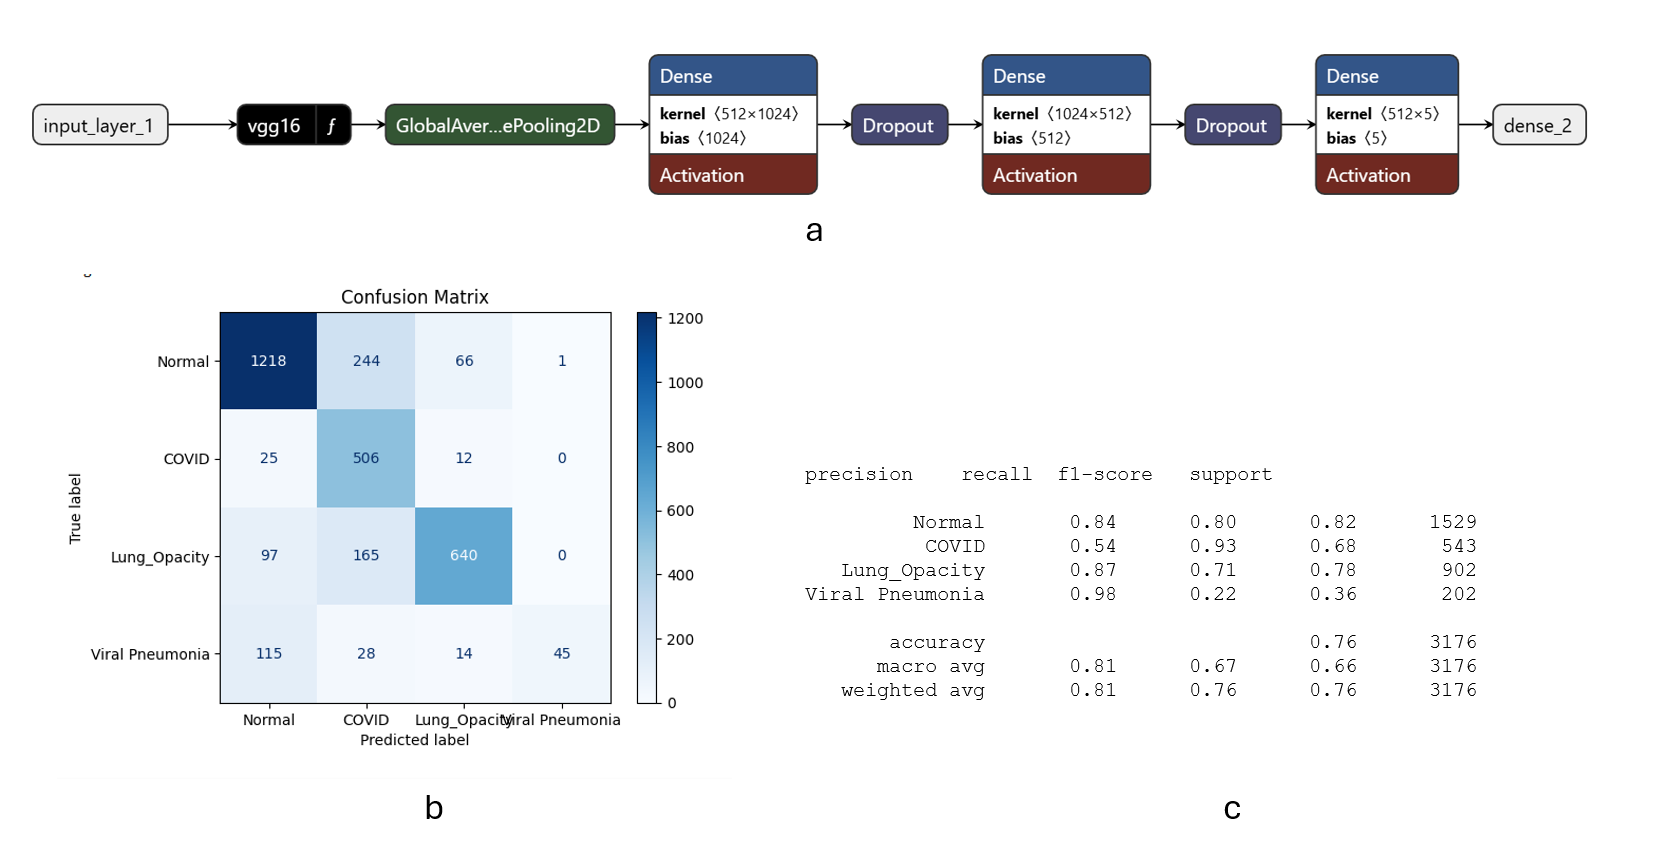 input_layer_1
vgg16 ƒ
GlobalAver...ePooling2D
Dense
kernel ⟨512×1024⟩
bias ⟨1024⟩
Activation
Dropout
Dense
kernel ⟨1024×512⟩
bias ⟨512⟩
Activation
Dropout
Dense
kernel ⟨512×5⟩
bias ⟨5⟩
Activation
dense_2
a
Confusion Matrix
True label
Normal 1218 244 66 1
COVID 25 506 12 0
Lung_Opacity 97 165 640 0
Viral Pneumonia 115 28 14 45
Normal COVID Lung_Opacity Viral Pneumonia
Predicted label
1200
1000
800
600
400
200
0
b
precision recall f1-score support
Normal 0.84 0.80 0.82 1529
COVID 0.54 0.93 0.68 543
Lung_Opacity 0.87 0.71 0.78 902
Viral Pneumonia 0.98 0.22 0.36 202
accuracy 0.76 3176
macro avg 0.81 0.67 0.66 3176
weighted avg 0.81 0.76 0.76 3176
c